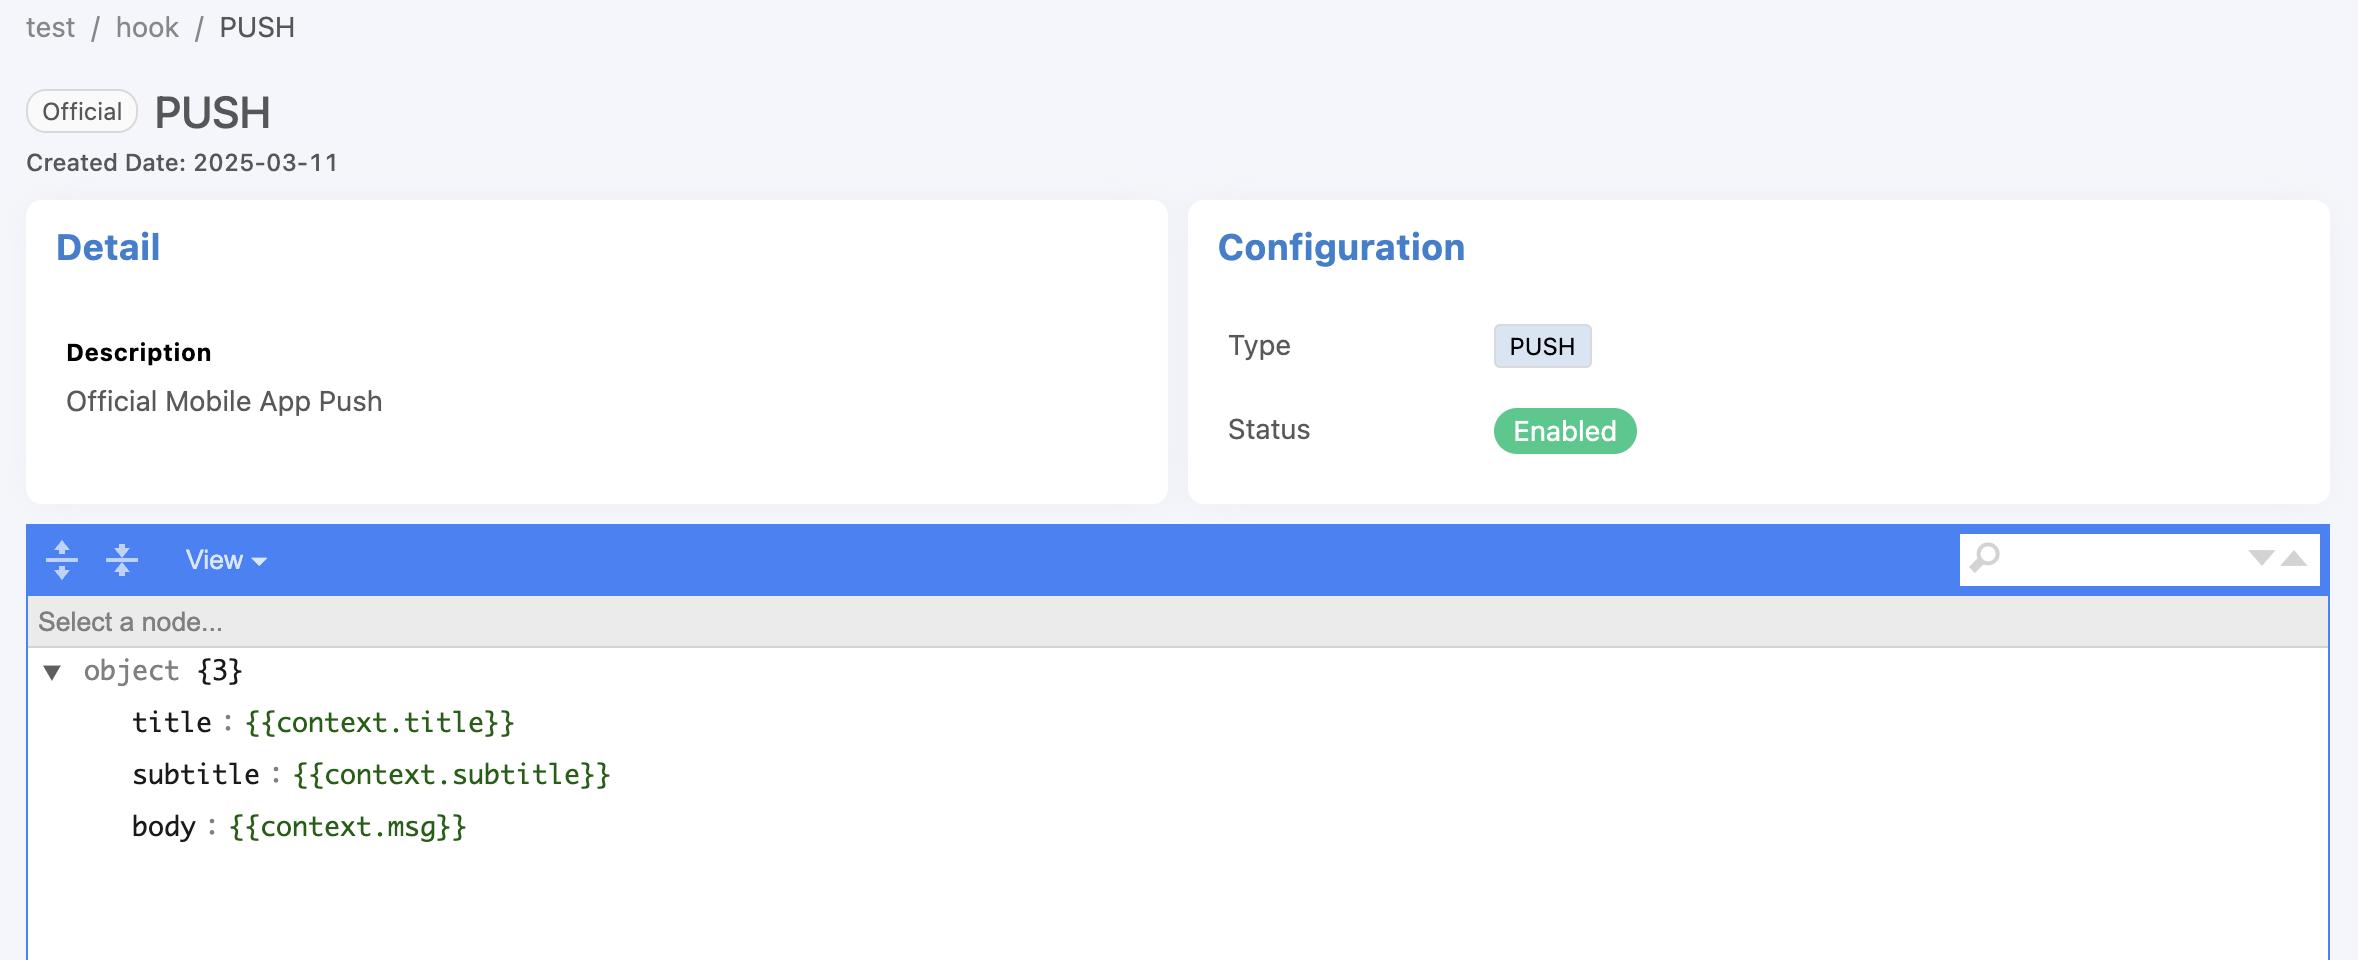 test / hook / PUSH
Official PUSH
Created Date: 2025-03-11
Detail
Description
Official Mobile App Push
Configuration
Type PUSH
Status Enabled
View
Select a node...
object {3}
title : {{context.title}}
subtitle : {{context.subtitle}}
body : {{context.msg}}